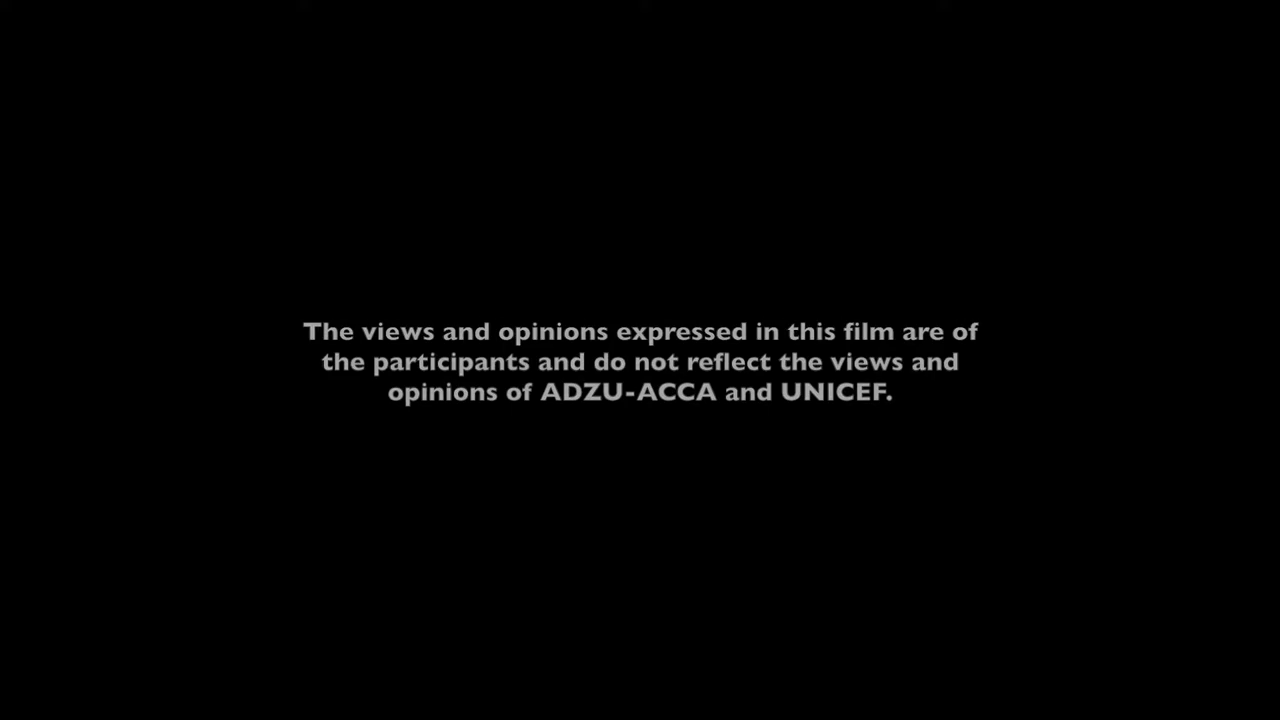 The views and opinions expressed in this film are of
the participants and do not reflect the views and
opinions of ADZU-ACCA and UNICEF.